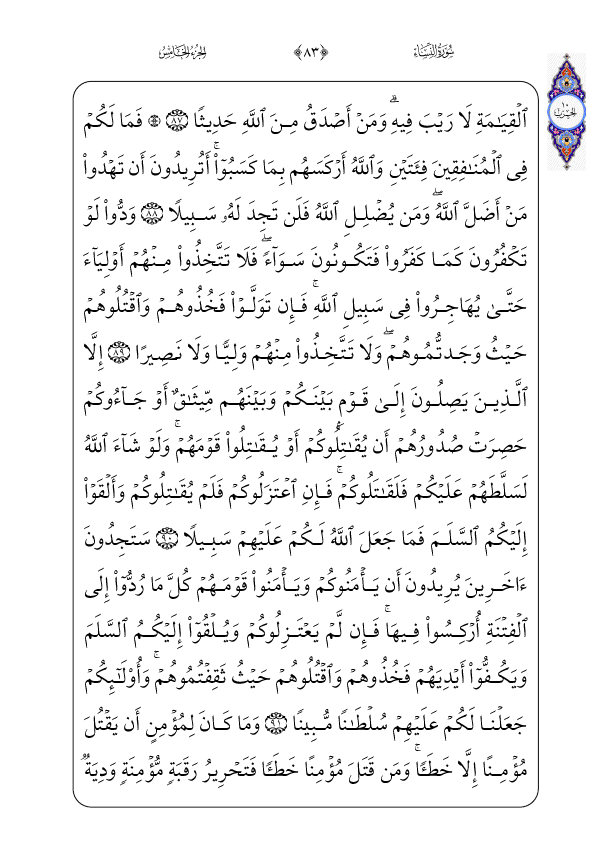 سُورَةُ النِّسَاءِ ﴿٨٣﴾ الجُزْءُ الخَامِسُ
ٱلۡقِيَٰمَةِ لَا رَيۡبَ فِيهِۗ وَمَنۡ أَصۡدَقُ مِنَ ٱللَّهِ حَدِيثٗا ٨٧ ۞ فَمَا لَكُمۡ
فِي ٱلۡمُنَٰفِقِينَ فِئَتَيۡنِ وَٱللَّهُ أَرۡكَسَهُم بِمَا كَسَبُوٓاْۚ أَتُرِيدُونَ أَن تَهۡدُواْ
مَنۡ أَضَلَّ ٱللَّهُۖ وَمَن يُضۡلِلِ ٱللَّهُ فَلَن تَجِدَ لَهُۥ سَبِيلٗا ٨٨ وَدُّواْ لَوۡ
تَكۡفُرُونَ كَمَا كَفَرُواْ فَتَكُونُونَ سَوَآءٗۖ فَلَا تَتَّخِذُواْ مِنۡهُمۡ أَوۡلِيَآءَ
حَتَّىٰ يُهَاجِرُواْ فِي سَبِيلِ ٱللَّهِۚ فَإِن تَوَلَّوۡاْ فَخُذُوهُمۡ وَٱقۡتُلُوهُمۡ
حَيۡثُ وَجَدتُّمُوهُمۡۖ وَلَا تَتَّخِذُواْ مِنۡهُمۡ وَلِيّٗا وَلَا نَصِيرًا ٨٩ إِلَّا
ٱلَّذِينَ يَصِلُونَ إِلَىٰ قَوۡمِۭ بَيۡنَكُمۡ وَبَيۡنَهُم مِّيثَٰقٌ أَوۡ جَآءُوكُمۡ
حَصِرَتۡ صُدُورُهُمۡ أَن يُقَٰتِلُوكُمۡ أَوۡ يُقَٰتِلُواْ قَوۡمَهُمۡۚ وَلَوۡ شَآءَ ٱللَّهُ
لَسَلَّطَهُمۡ عَلَيۡكُمۡ فَلَقَٰتَلُوكُمۡۚ فَإِنِ ٱعۡتَزَلُوكُمۡ فَلَمۡ يُقَٰتِلُوكُمۡ وَأَلۡقَوۡاْ
إِلَيۡكُمُ ٱلسَّلَمَ فَمَا جَعَلَ ٱللَّهُ لَكُمۡ عَلَيۡهِمۡ سَبِيلٗا ٩٠ سَتَجِدُونَ
ءَاخَرِينَ يُرِيدُونَ أَن يَأۡمَنُوكُمۡ وَيَأۡمَنُواْ قَوۡمَهُمۡ كُلَّ مَا رُدُّوٓاْ إِلَى
ٱلۡفِتۡنَةِ أُرۡكِسُواْ فِيهَاۚ فَإِن لَّمۡ يَعۡتَزِلُوكُمۡ وَيُلۡقُوٓاْ إِلَيۡكُمُ ٱلسَّلَمَ
وَيَكُفُّوٓاْ أَيۡدِيَهُمۡ فَخُذُوهُمۡ وَٱقۡتُلُوهُمۡ حَيۡثُ ثَقِفۡتُمُوهُمۡۚ وَأُوْلَٰٓئِكُمۡ
جَعَلۡنَا لَكُمۡ عَلَيۡهِمۡ سُلۡطَٰنٗا مُّبِينٗا ٩١ وَمَا كَانَ لِمُؤۡمِنٍ أَن يَقۡتُلَ
مُؤۡمِنًا إِلَّا خَطَـٔٗاۚ وَمَن قَتَلَ مُؤۡمِنًا خَطَـٔٗا فَتَحۡرِيرُ رَقَبَةٖ مُّؤۡمِنَةٖ وَدِيَةٞ
١٠
الحِزْب